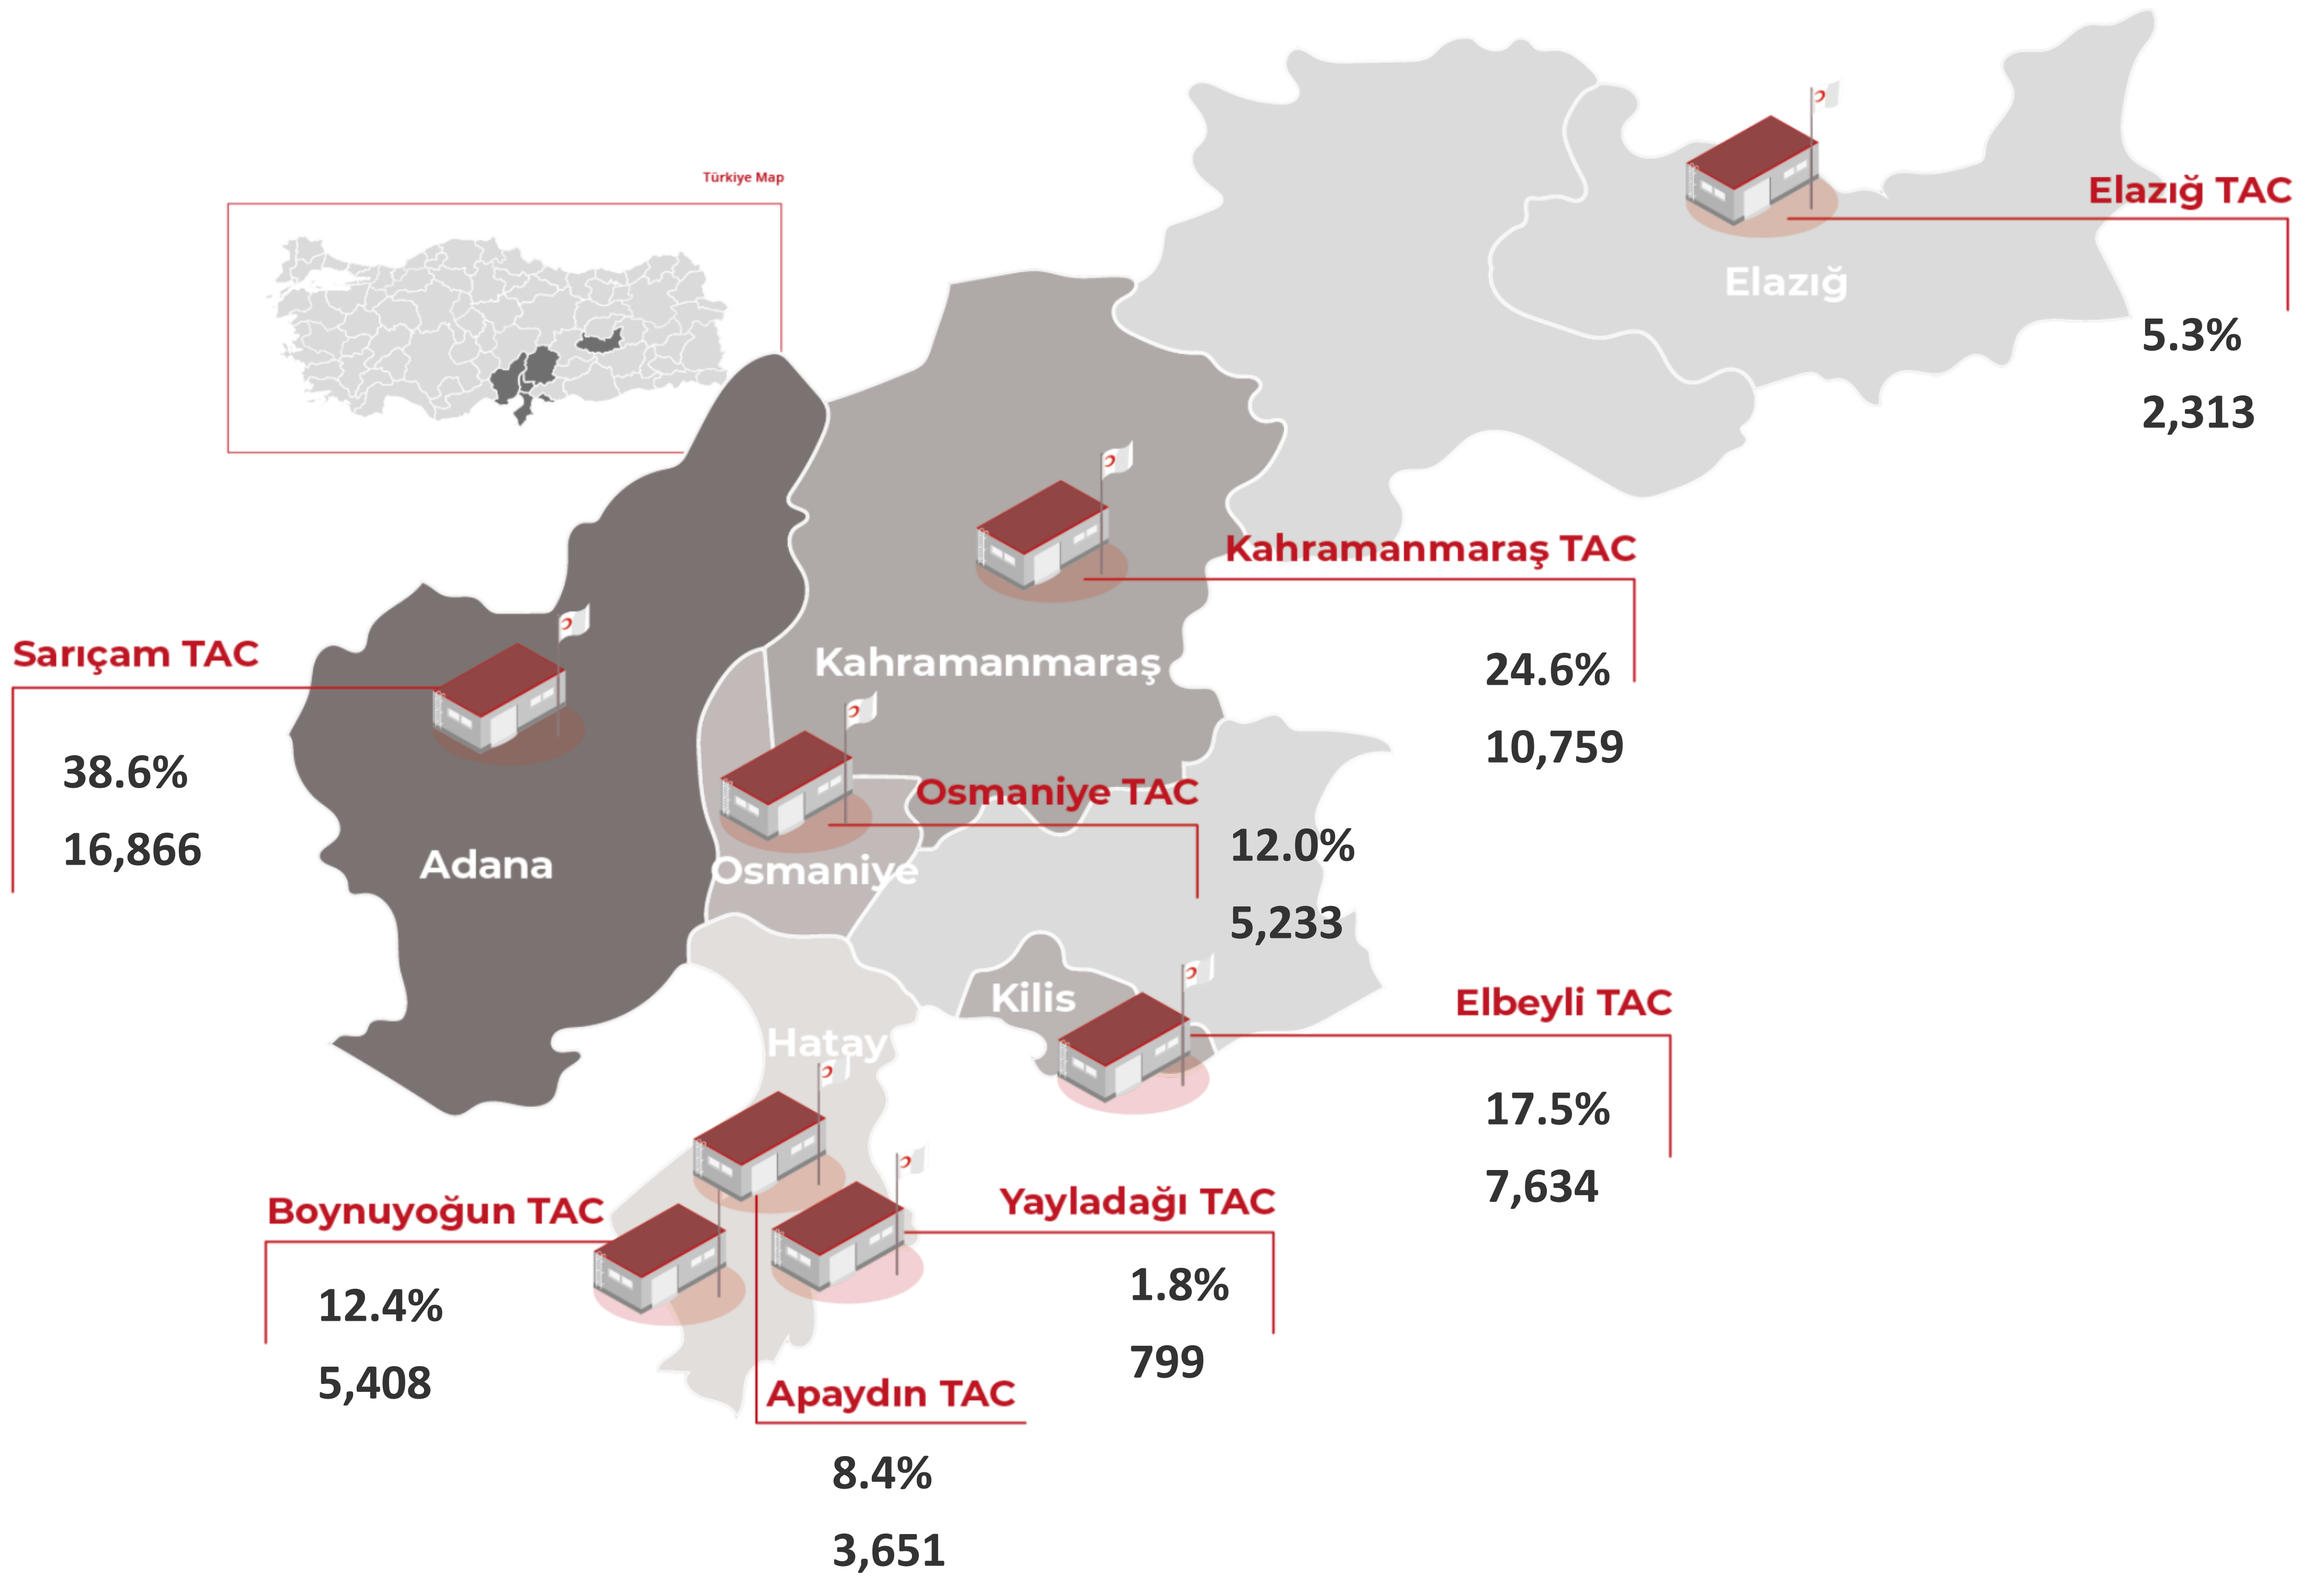 Türkiye Map
Elazığ TAC
Elazığ
5.3%
2,313
Kahramanmaraş TAC
24.6%
10,759
Kahramanmaraş
Sarıçam TAC
38.6%
16,866
Adana
Osmaniye TAC
12.0%
5,233
Osmaniye
Kilis
Elbeyli TAC
17.5%
7,634
Hatay
Boynuyoğun TAC
12.4%
5,408
Yayladağı TAC
1.8%
799
Apaydın TAC
8.4%
3,651